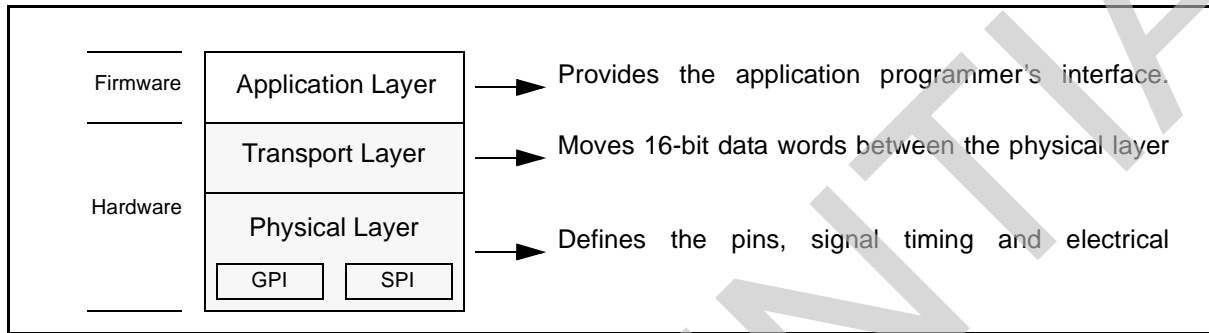 Firmware
Application Layer
Provides the application programmer's interface.
Transport Layer
Moves 16-bit data words between the physical layer
Hardware
Physical Layer
Defines the pins, signal timing and electrical
GPI
SPI
NTIA